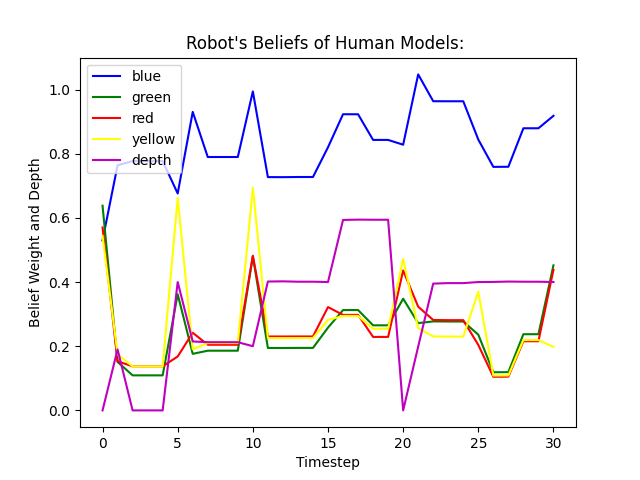 Robot's Beliefs of Human Models:
blue
green
red
yellow
depth
Belief Weight and Depth
1.0
0.8
0.6
0.4
0.2
0.0
0 5 10 15 20 25 30
Timestep